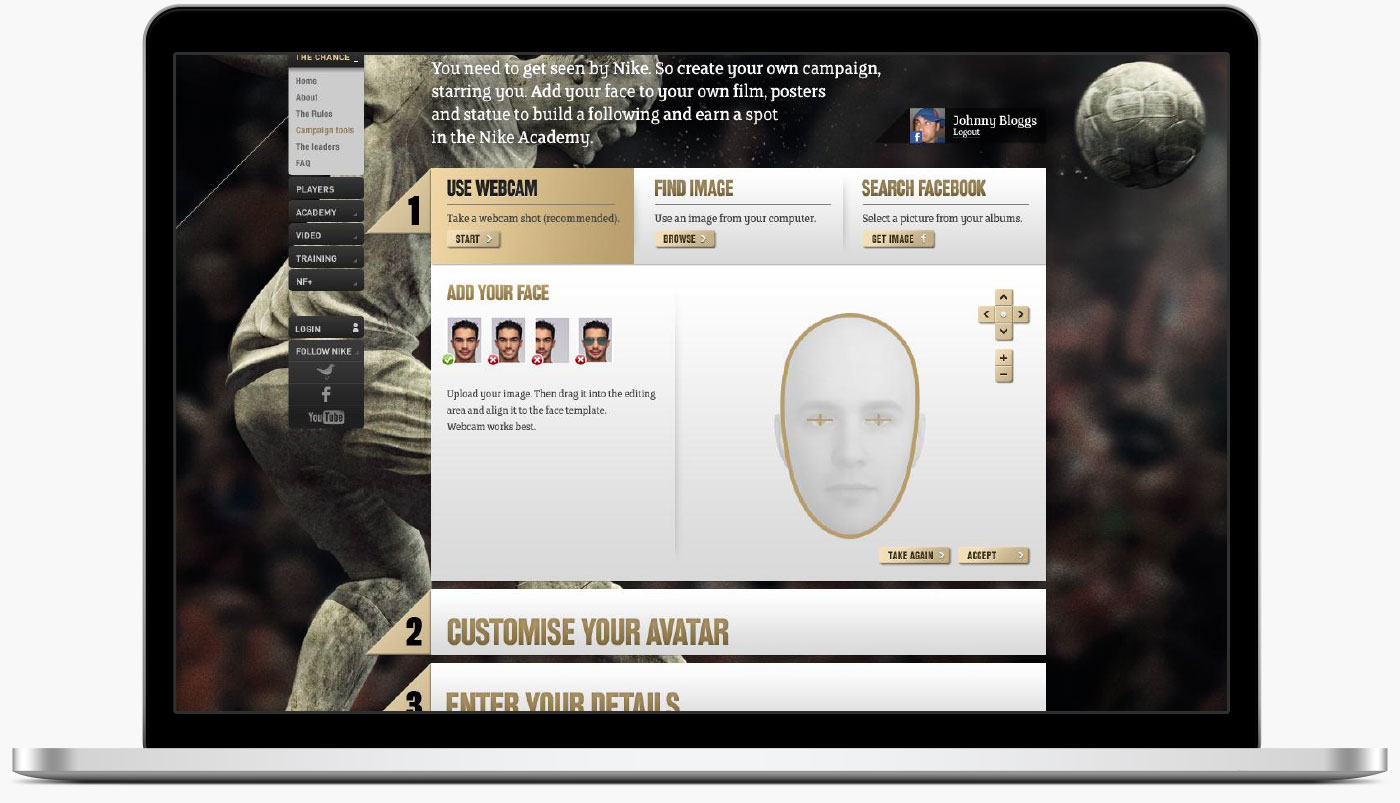 THE CHANCE
Home
About
The Rules
Campaign tools
The leaders
FAQ
PLAYERS
ACADEMY
VIDEO
TRAINING
NF+
LOGIN
FOLLOW NIKE
f
YouTube
You need to get seen by Nike. So create your own campaign,
starring you. Add your face to your own film, posters
and statue to build a following and earn a spot
in the Nike Academy.
f
Johnny Bloggs
Logout
1
USE WEBCAM
Take a webcam shot (recommended).
START
FIND IMAGE
Use an image from your computer.
BROWSE
SEARCH FACEBOOK
Select a picture from your albums.
GET IMAGE f
ADD YOUR FACE
Upload your image. Then drag it into the editing
area and align it to the face template.
Webcam works best.
+
−
TAKE AGAIN
ACCEPT
2
CUSTOMISE YOUR AVATAR
3
ENTER YOUR DETAILS